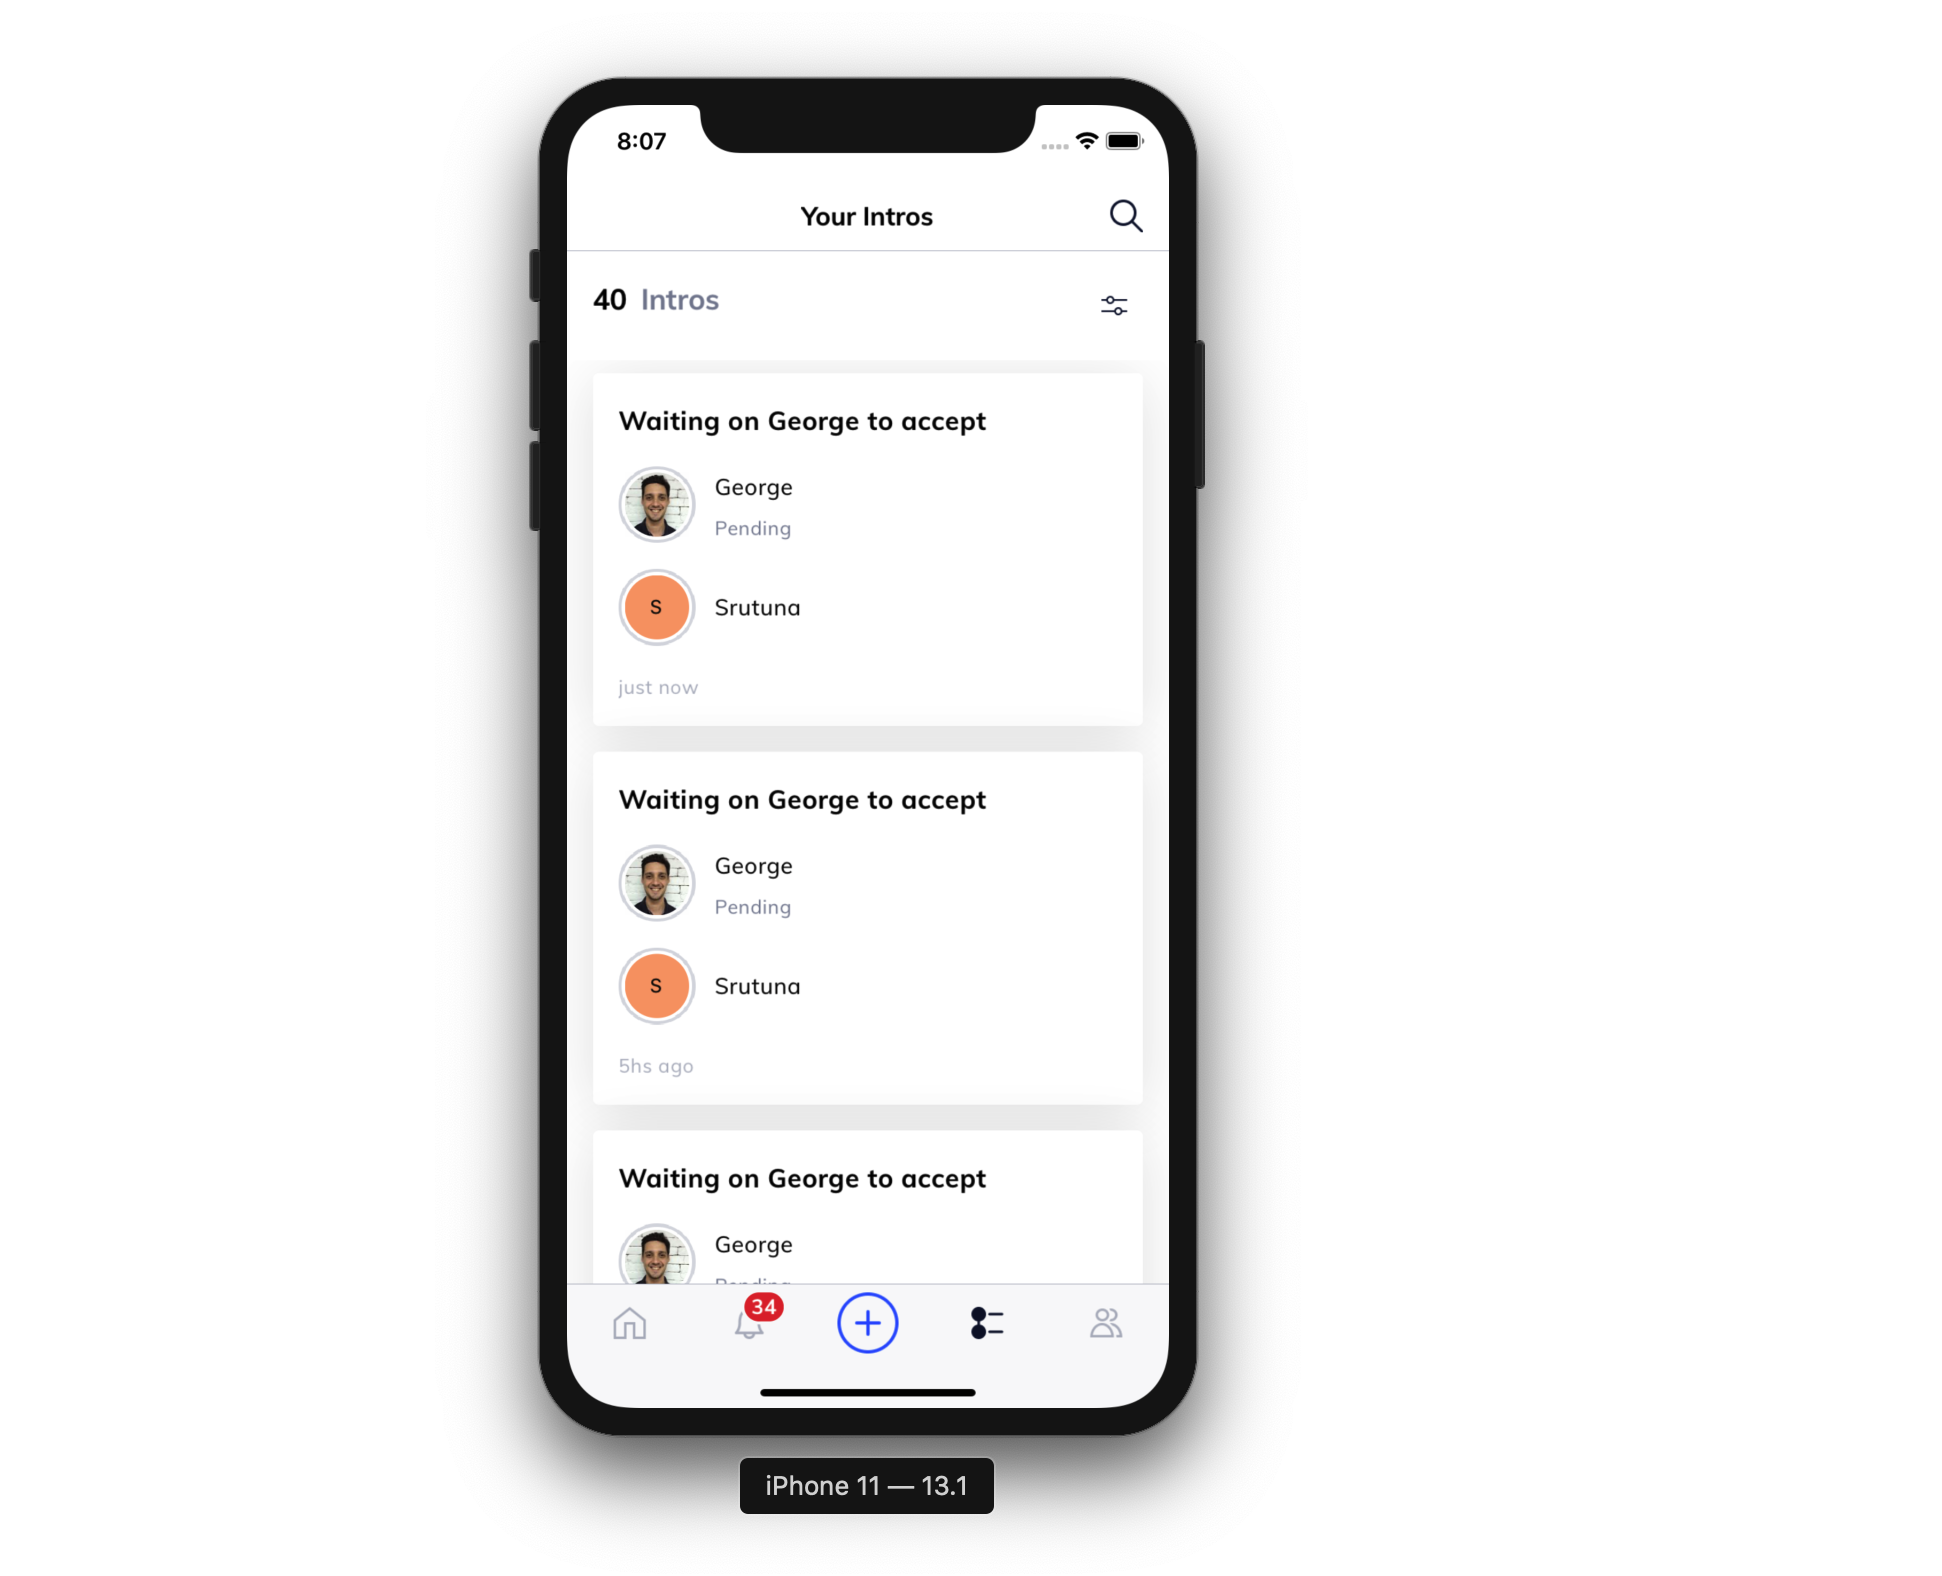 8:07
Your Intros
40 Intros
Waiting on George to accept
George
Pending
S
Srutuna
just now
Waiting on George to accept
George
Pending
S
Srutuna
5hs ago
Waiting on George to accept
George
Pending
34
iPhone 11 — 13.1